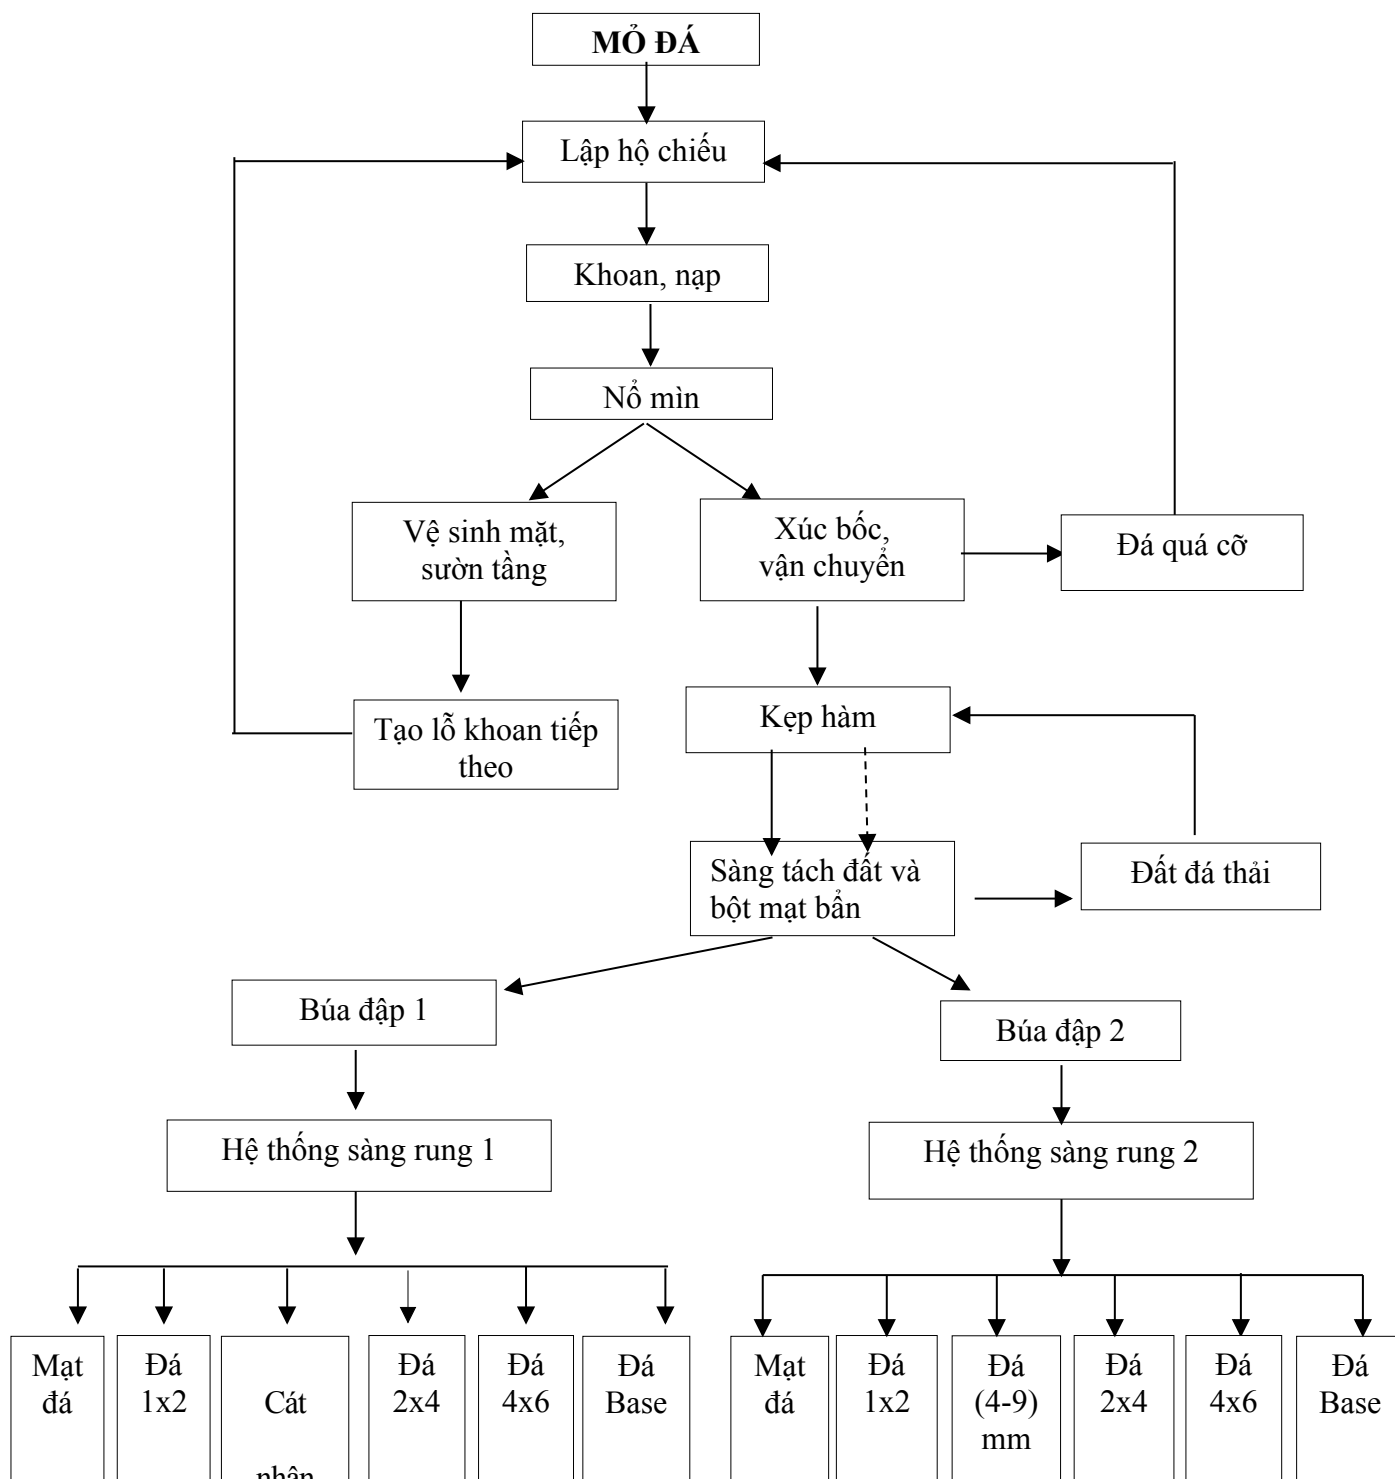 MỎ ĐÁ
Lập hộ chiếu
Khoan, nạp
Nổ mìn
Vệ sinh mặt,
sườn tầng
Xúc bốc,
vận chuyển
Đá quá cỡ
Tạo lỗ khoan tiếp
theo
Kẹp hàm
Sàng tách đất và
bột mạt bẩn
Đất đá thải
Búa đập 1
Búa đập 2
Hệ thống sàng rung 1
Hệ thống sàng rung 2
Mạt
đá
Đá
1x2
Cát
nhân
Đá
2x4
Đá
4x6
Đá
Base
Mạt
đá
Đá
1x2
Đá
(4-9)
mm
Đá
2x4
Đá
4x6
Đá
Base